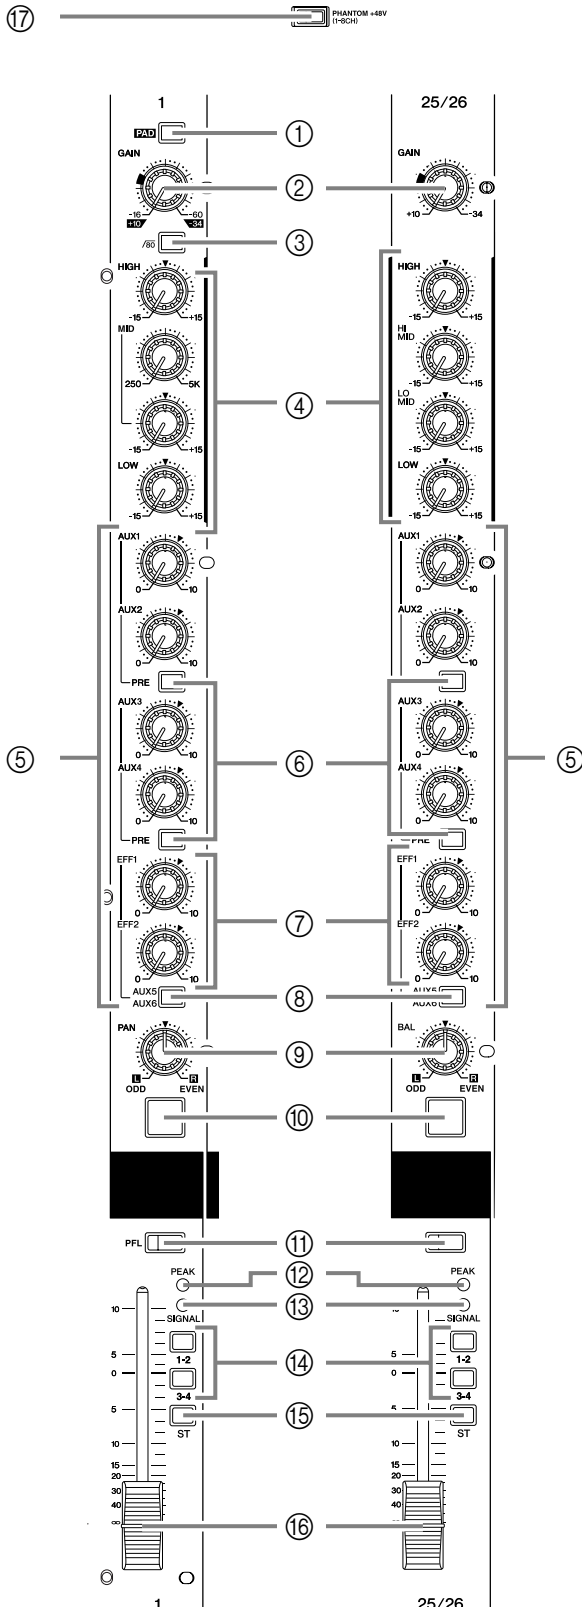 ⑰ PHANTOM +48V
(1-8CH)
1 25/26
PAD ①
GAIN GAIN
②
-16 -60 +10 -34
+10 -34
/80 ③
HIGH HIGH
-15 +15 -15 +15
MID HI
MID
250 5K -15 +15
④
LO
MID
-15 +15 -15 +15
LOW LOW
-15 +15 -15 +15
AUX1 AUX1
0 10 0 10
AUX2 AUX2
0 10 0 10
PRE
AUX3 AUX3
0 10 0 10
⑤ ⑥ ⑤
AUX4 AUX4
0 10 0 10
PRE PRE
EFF1 EFF1
0 10 0 10
⑦
EFF2 EFF2
0 10 0 10
AUX5 ⑧ AUX5
AUX6 AUX6
PAN BAL
⑨
L R L R
ODD EVEN ODD EVEN
⑩
PFL ⑪
PEAK ⑫ PEAK
10 ⑬ 10
SIGNAL SIGNAL
5 1-2 5 1-2
⑭
0 0
3-4 3-4
5 ⑮ 5
ST ST
10 10
15 15
20 20
30 30
40 40
∞ ⑯ ∞
1 25/26